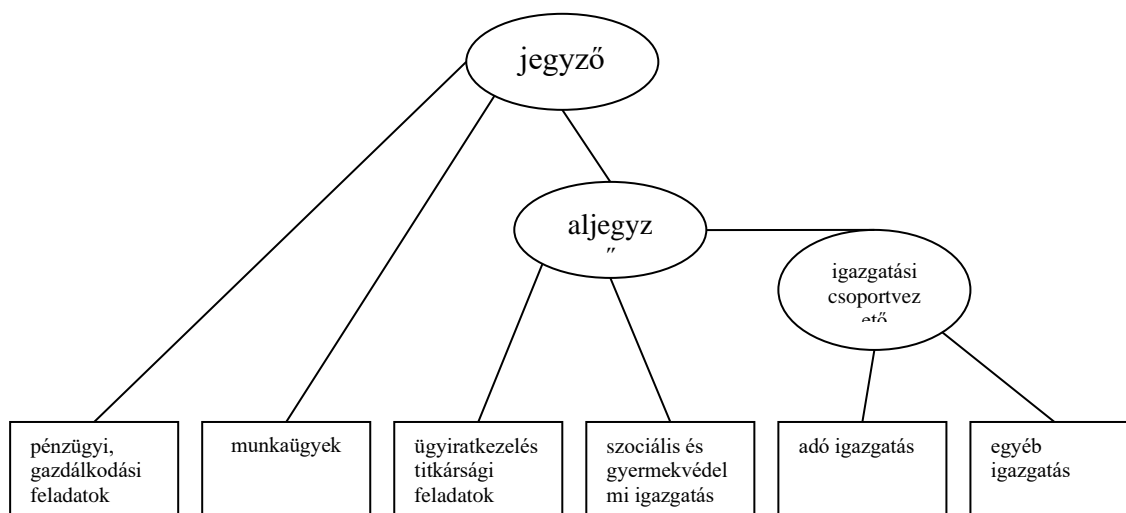 jegyző
aljegyz
"
igazgatási
csoportvez
ető
pénzügyi,
gazdálkodási
feladatok
munkaügyek
ügyiratkezelés
titkársági
feladatok
szociális és
gyermekvédel
mi igazgatás
adó igazgatás
egyéb
igazgatás